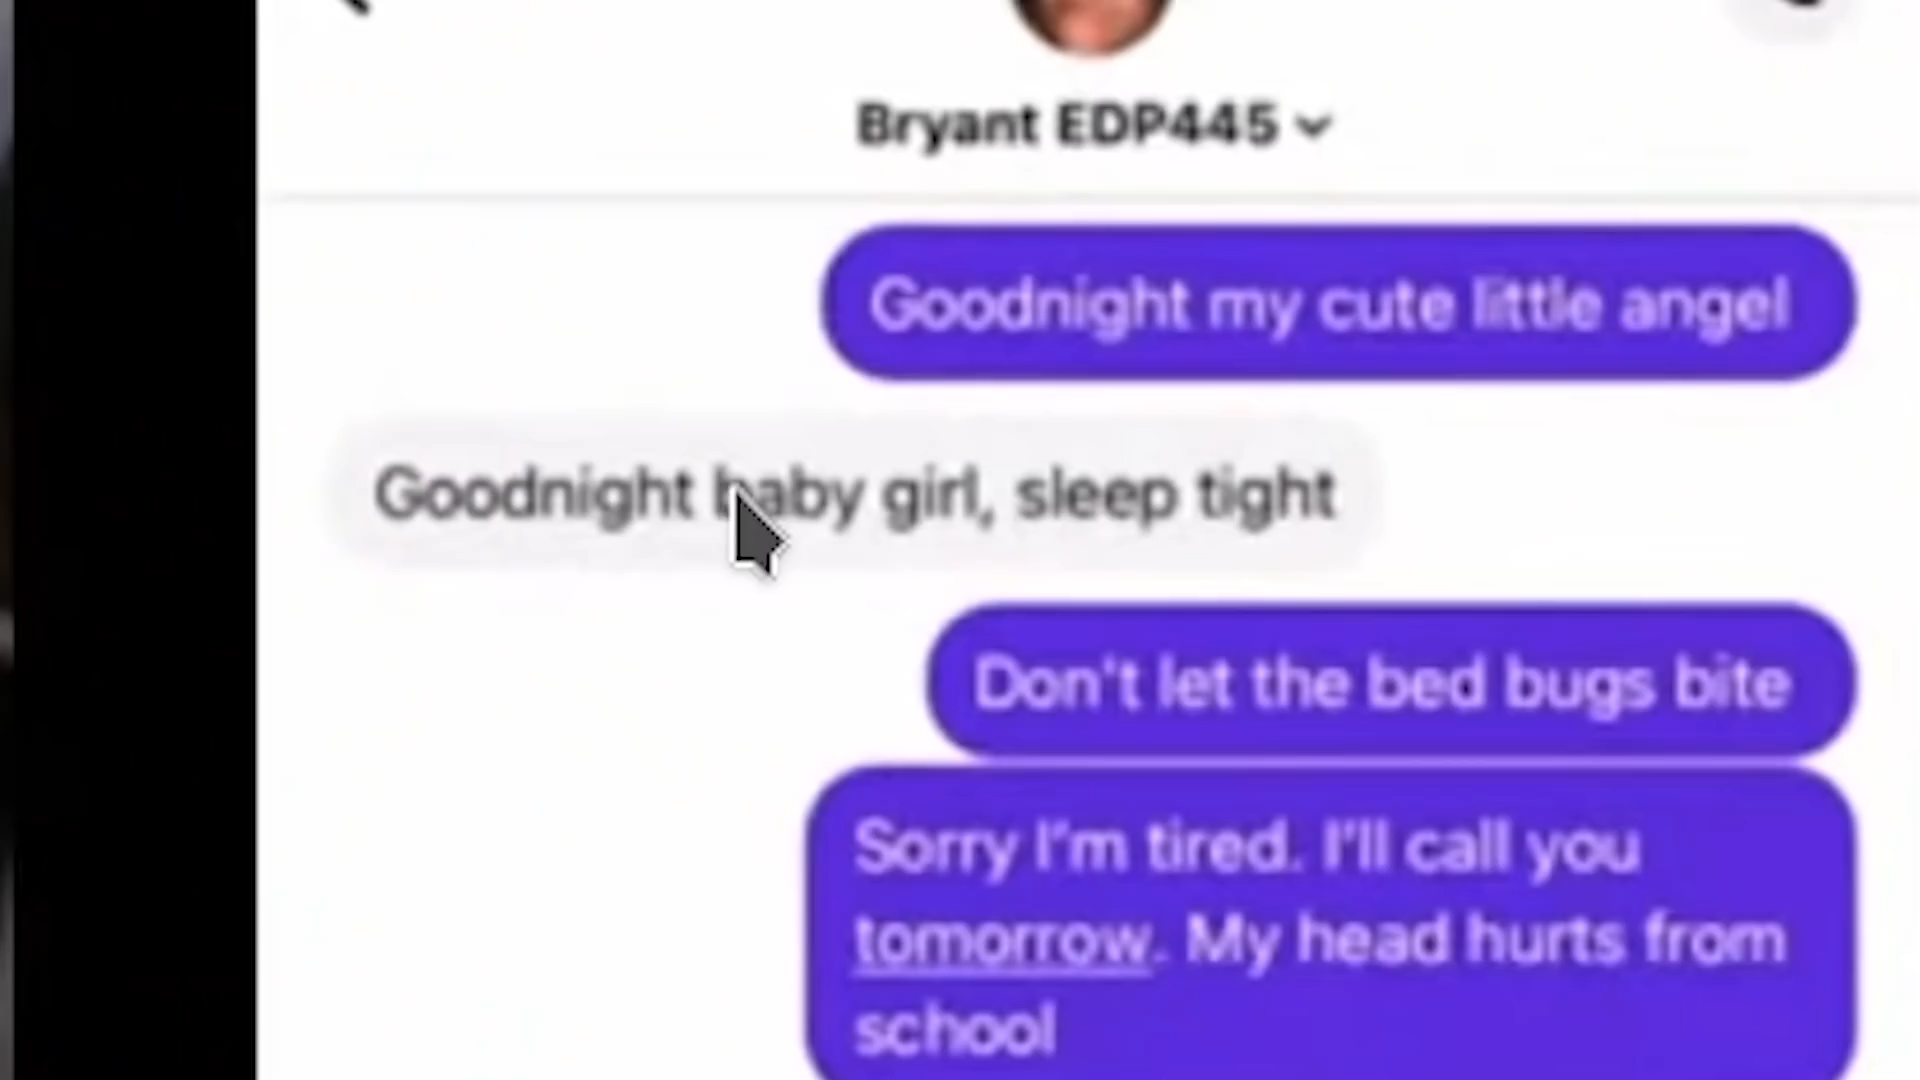 Bryant EDP445
Goodnight my cute little angel
Goodnight baby girl, sleep tight
Don't let the bed bugs bite
Sorry I'm tired. I'll call you
tomorrow. My head hurts from
school